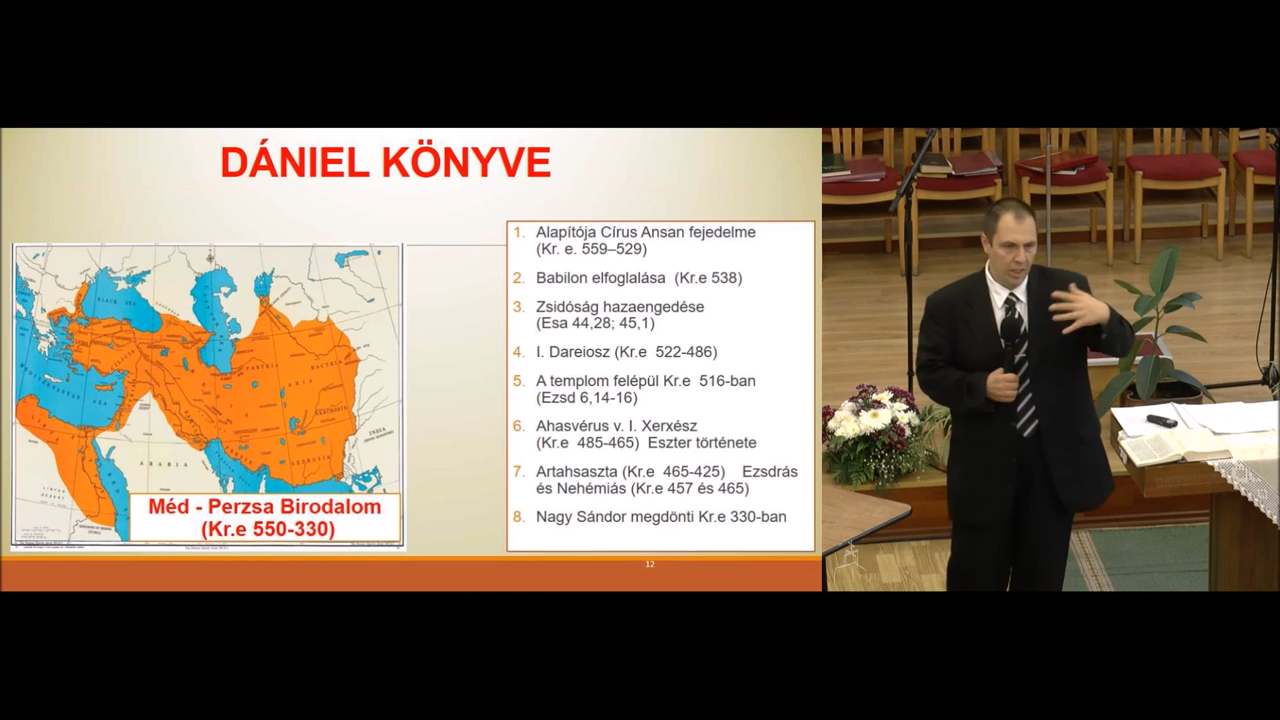 DÁNIEL KÖNYVE
1. Alapítója Círus Ansan fejedelme
(Kr. e. 559–529)
2. Babilon elfoglalása (Kr.e 538)
3. Zsidóság hazaengedése
(Esa 44,28; 45,1)
4. I. Dareiosz (Kr.e 522-486)
5. A templom felépül Kr.e 516-ban
(Ezsd 6,14-16)
6. Ahasvérus v. I. Xerxész
(Kr.e 485-465) Eszter története
7. Artahsaszta (Kr.e 465-425) Ezsdrás
és Nehémiás (Kr.e 457 és 465)
8. Nagy Sándor megdönti Kr.e 330-ban
BLACK SEA
ARABIA
INDIA
Méd - Perzsa Birodalom
(Kr.e 550-330)
12